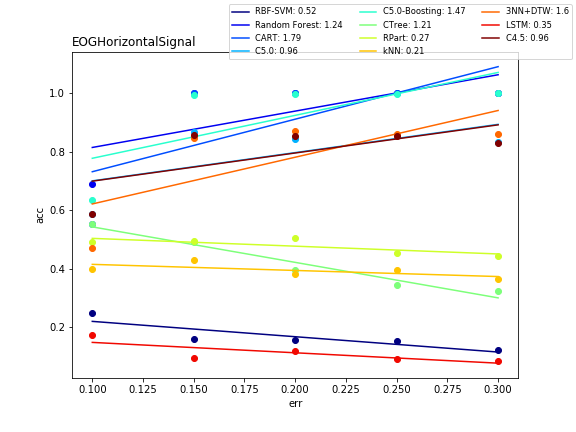 RBF-SVM: 0.52
Random Forest: 1.24
CART: 1.79
C5.0: 0.96
C5.0-Boosting: 1.47
CTree: 1.21
RPart: 0.27
kNN: 0.21
3NN+DTW: 1.6
LSTM: 0.35
C4.5: 0.96
EOGHorizontalSignal
1.0
0.8
0.6
0.4
0.2
acc
0.100
0.125
0.150
0.175
0.200
0.225
0.250
0.275
0.300
err